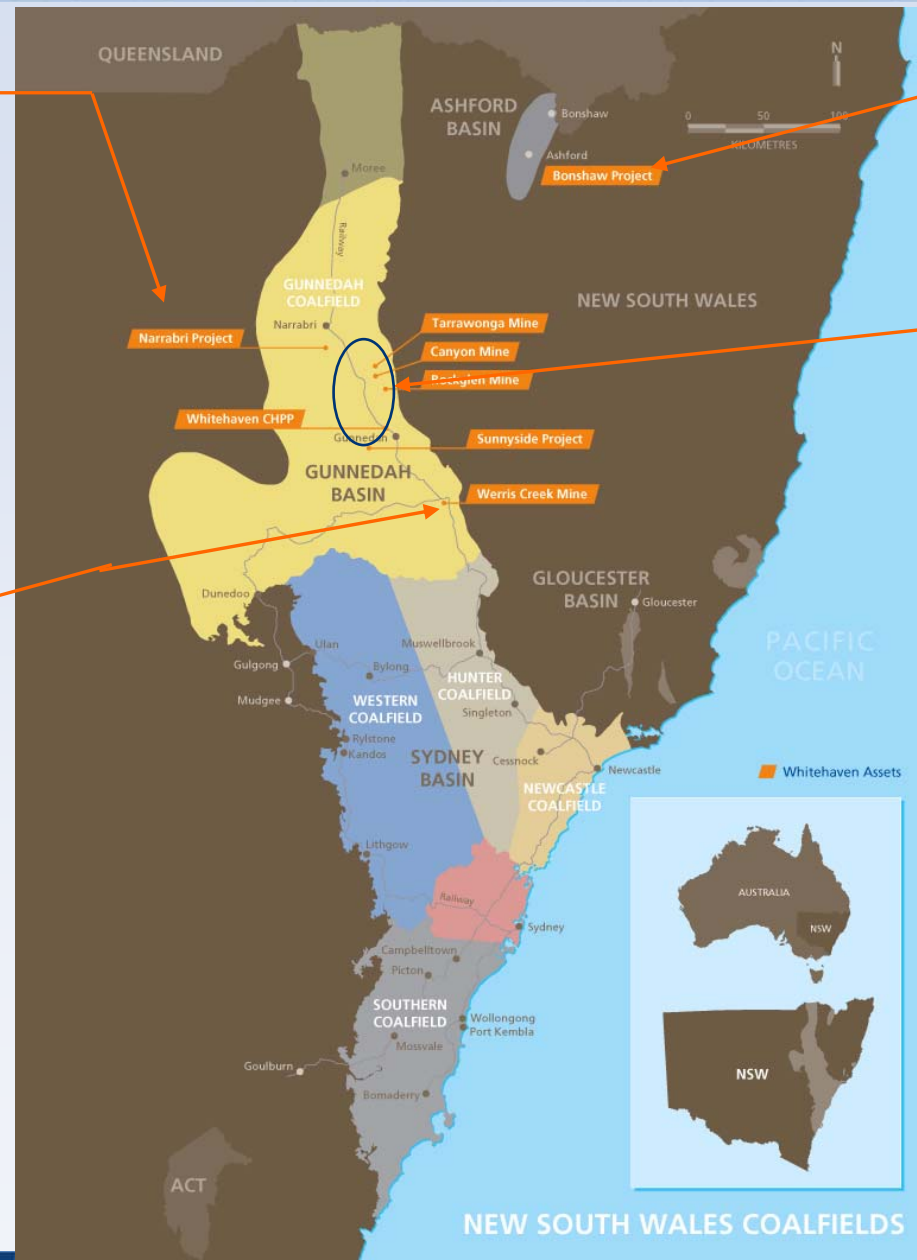 QUEENSLAND
N
ASHFORD
BASIN
Bonshaw
0 50 100
KILOMETRES
Ashford
Bonshaw Project
Moree
Railway
GUNNEDAH
COALFIELD
NEW SOUTH WALES
Narrabri
Tarrawonga Mine
Narrabri Project
Canyon Mine
Rockglen Mine
Whitehaven CHPP
Gunnedah
Sunnyside Project
GUNNEDAH
BASIN
Werris Creek Mine
GLOUCESTER
BASIN
Dunedoo
Gloucester
Ulan
Muswellbrook
PACIFIC
OCEAN
Gulgong
Bylong
HUNTER
COALFIELD
Mudgee
WESTERN
COALFIELD
Singleton
Rylstone
Kandos
SYDNEY
BASIN
Cessnock
Newcastle
Whitehaven Assets
NEWCASTLE
COALFIELD
Lithgow
AUSTRALIA
NSW
Railway
Sydney
Campbelltown
Picton
SOUTHERN
COALFIELD
Wollongong
Port Kembla
Mossvale
Goulburn
NSW
Bomaderry
ACT
NEW SOUTH WALES COALFIELDS